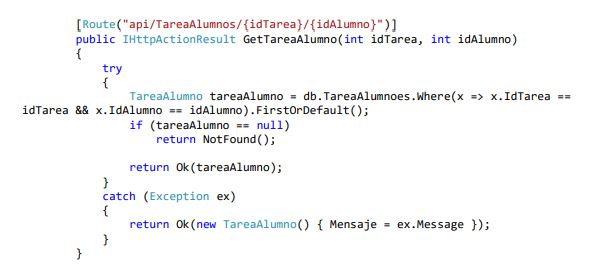 [Route("api/TareaAlumnos/{idTarea}/{idAlumno}")]
public IHttpActionResult GetTareaAlumno(int idTarea, int idAlumno)
{
try
{
TareaAlumno tareaAlumno = db.TareaAlumnoes.Where(x => x.IdTarea ==
idTarea && x.IdAlumno == idAlumno).FirstOrDefault();
if (tareaAlumno == null)
return NotFound();
return Ok(tareaAlumno);
}
catch (Exception ex)
{
return Ok(new TareaAlumno() { Mensaje = ex.Message });
}
}